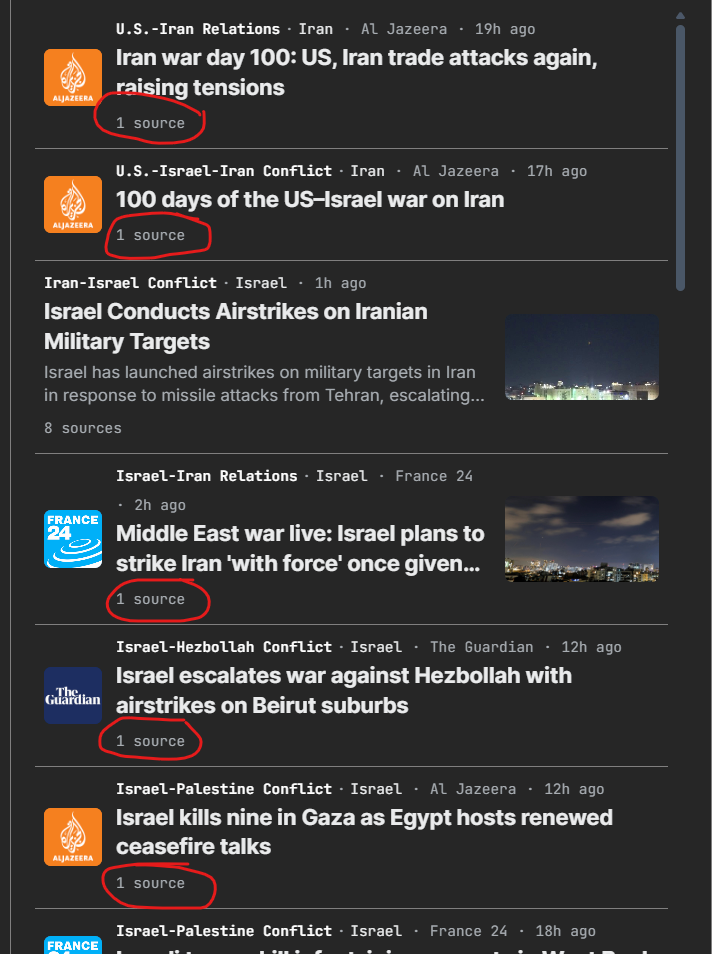 U.S.-Iran Relations · Iran · Al Jazeera · 19h ago
Iran war day 100: US, Iran trade attacks again,
raising tensions
ALJAZEERA
1 source
U.S.-Israel-Iran Conflict · Iran · Al Jazeera · 17h ago
100 days of the US–Israel war on Iran
ALJAZEERA
1 source
Iran-Israel Conflict · Israel · 1h ago
Israel Conducts Airstrikes on Iranian
Military Targets
Israel has launched airstrikes on military targets in Iran
in response to missile attacks from Tehran, escalating...
8 sources
Israel-Iran Relations · Israel · France 24
· 2h ago
FRANCE
24
Middle East war live: Israel plans to
strike Iran 'with force' once given...
1 source
Israel-Hezbollah Conflict · Israel · The Guardian · 12h ago
The
Guardian
Israel escalates war against Hezbollah with
airstrikes on Beirut suburbs
1 source
Israel-Palestine Conflict · Israel · Al Jazeera · 12h ago
Israel kills nine in Gaza as Egypt hosts renewed
ceasefire talks
ALJAZEERA
1 source
Israel-Palestine Conflict · Israel · France 24 · 18h ago
FRANCE